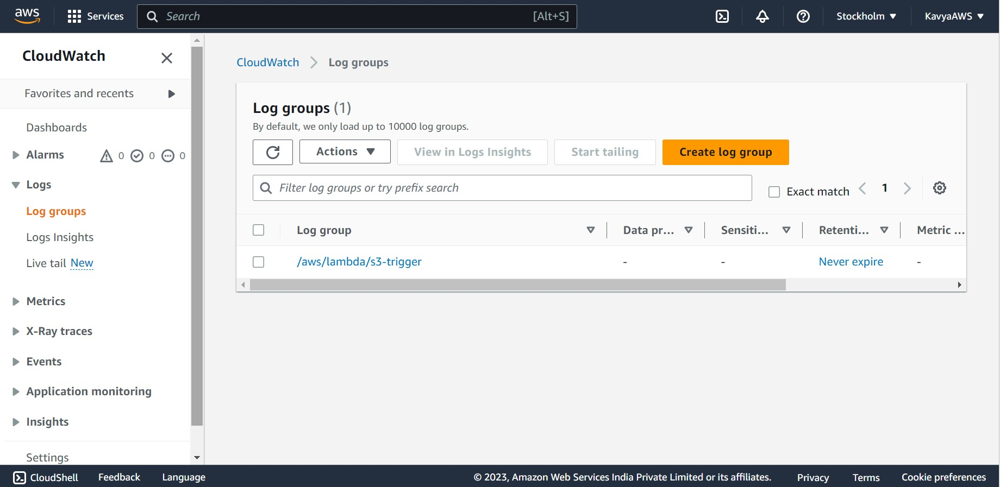 aws Services Search [Alt+S] Stockholm KavyaAWS
CloudWatch
Favorites and recents
Dashboards
Alarms 0 0 0
Logs
Log groups
Logs Insights
Live tail New
Metrics
X-Ray traces
Events
Application monitoring
Insights
Settings
CloudWatch Log groups
Log groups (1)
By default, we only load up to 10000 log groups.
Actions View in Logs Insights Start tailing Create log group
Filter log groups or try prefix search Exact match 1
Log group Data pr... Sensiti... Retenti... Metric ...
/aws/lambda/s3-trigger - - Never expire -
CloudShell Feedback Language © 2023, Amazon Web Services India Private Limited or its affiliates. Privacy Terms Cookie preferences